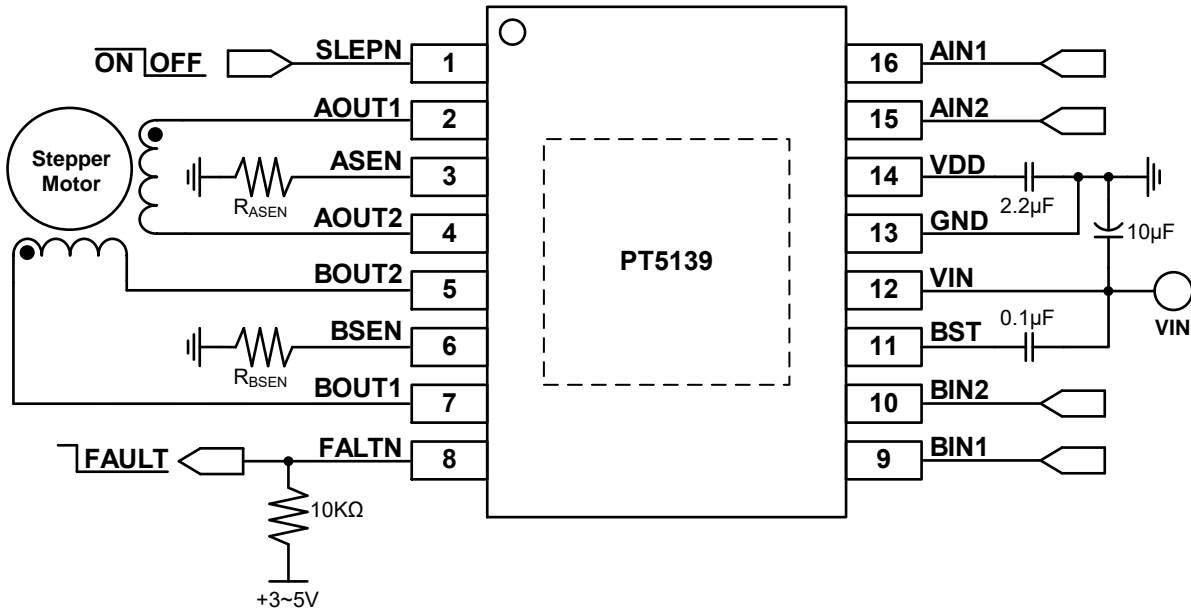 ON OFF
SLEPN
1
AOUT1
2
Stepper
Motor
ASEN
3
RASEN
AOUT2
4
BOUT2
5
BSEN
6
RBSEN
BOUT1
7
FAULT
FALTN
8
10KΩ
+3~5V
PT5139
16
AIN1
15
AIN2
14
VDD
2.2µF
13
GND
10µF
12
VIN
VIN
0.1µF
11
BST
10
BIN2
9
BIN1